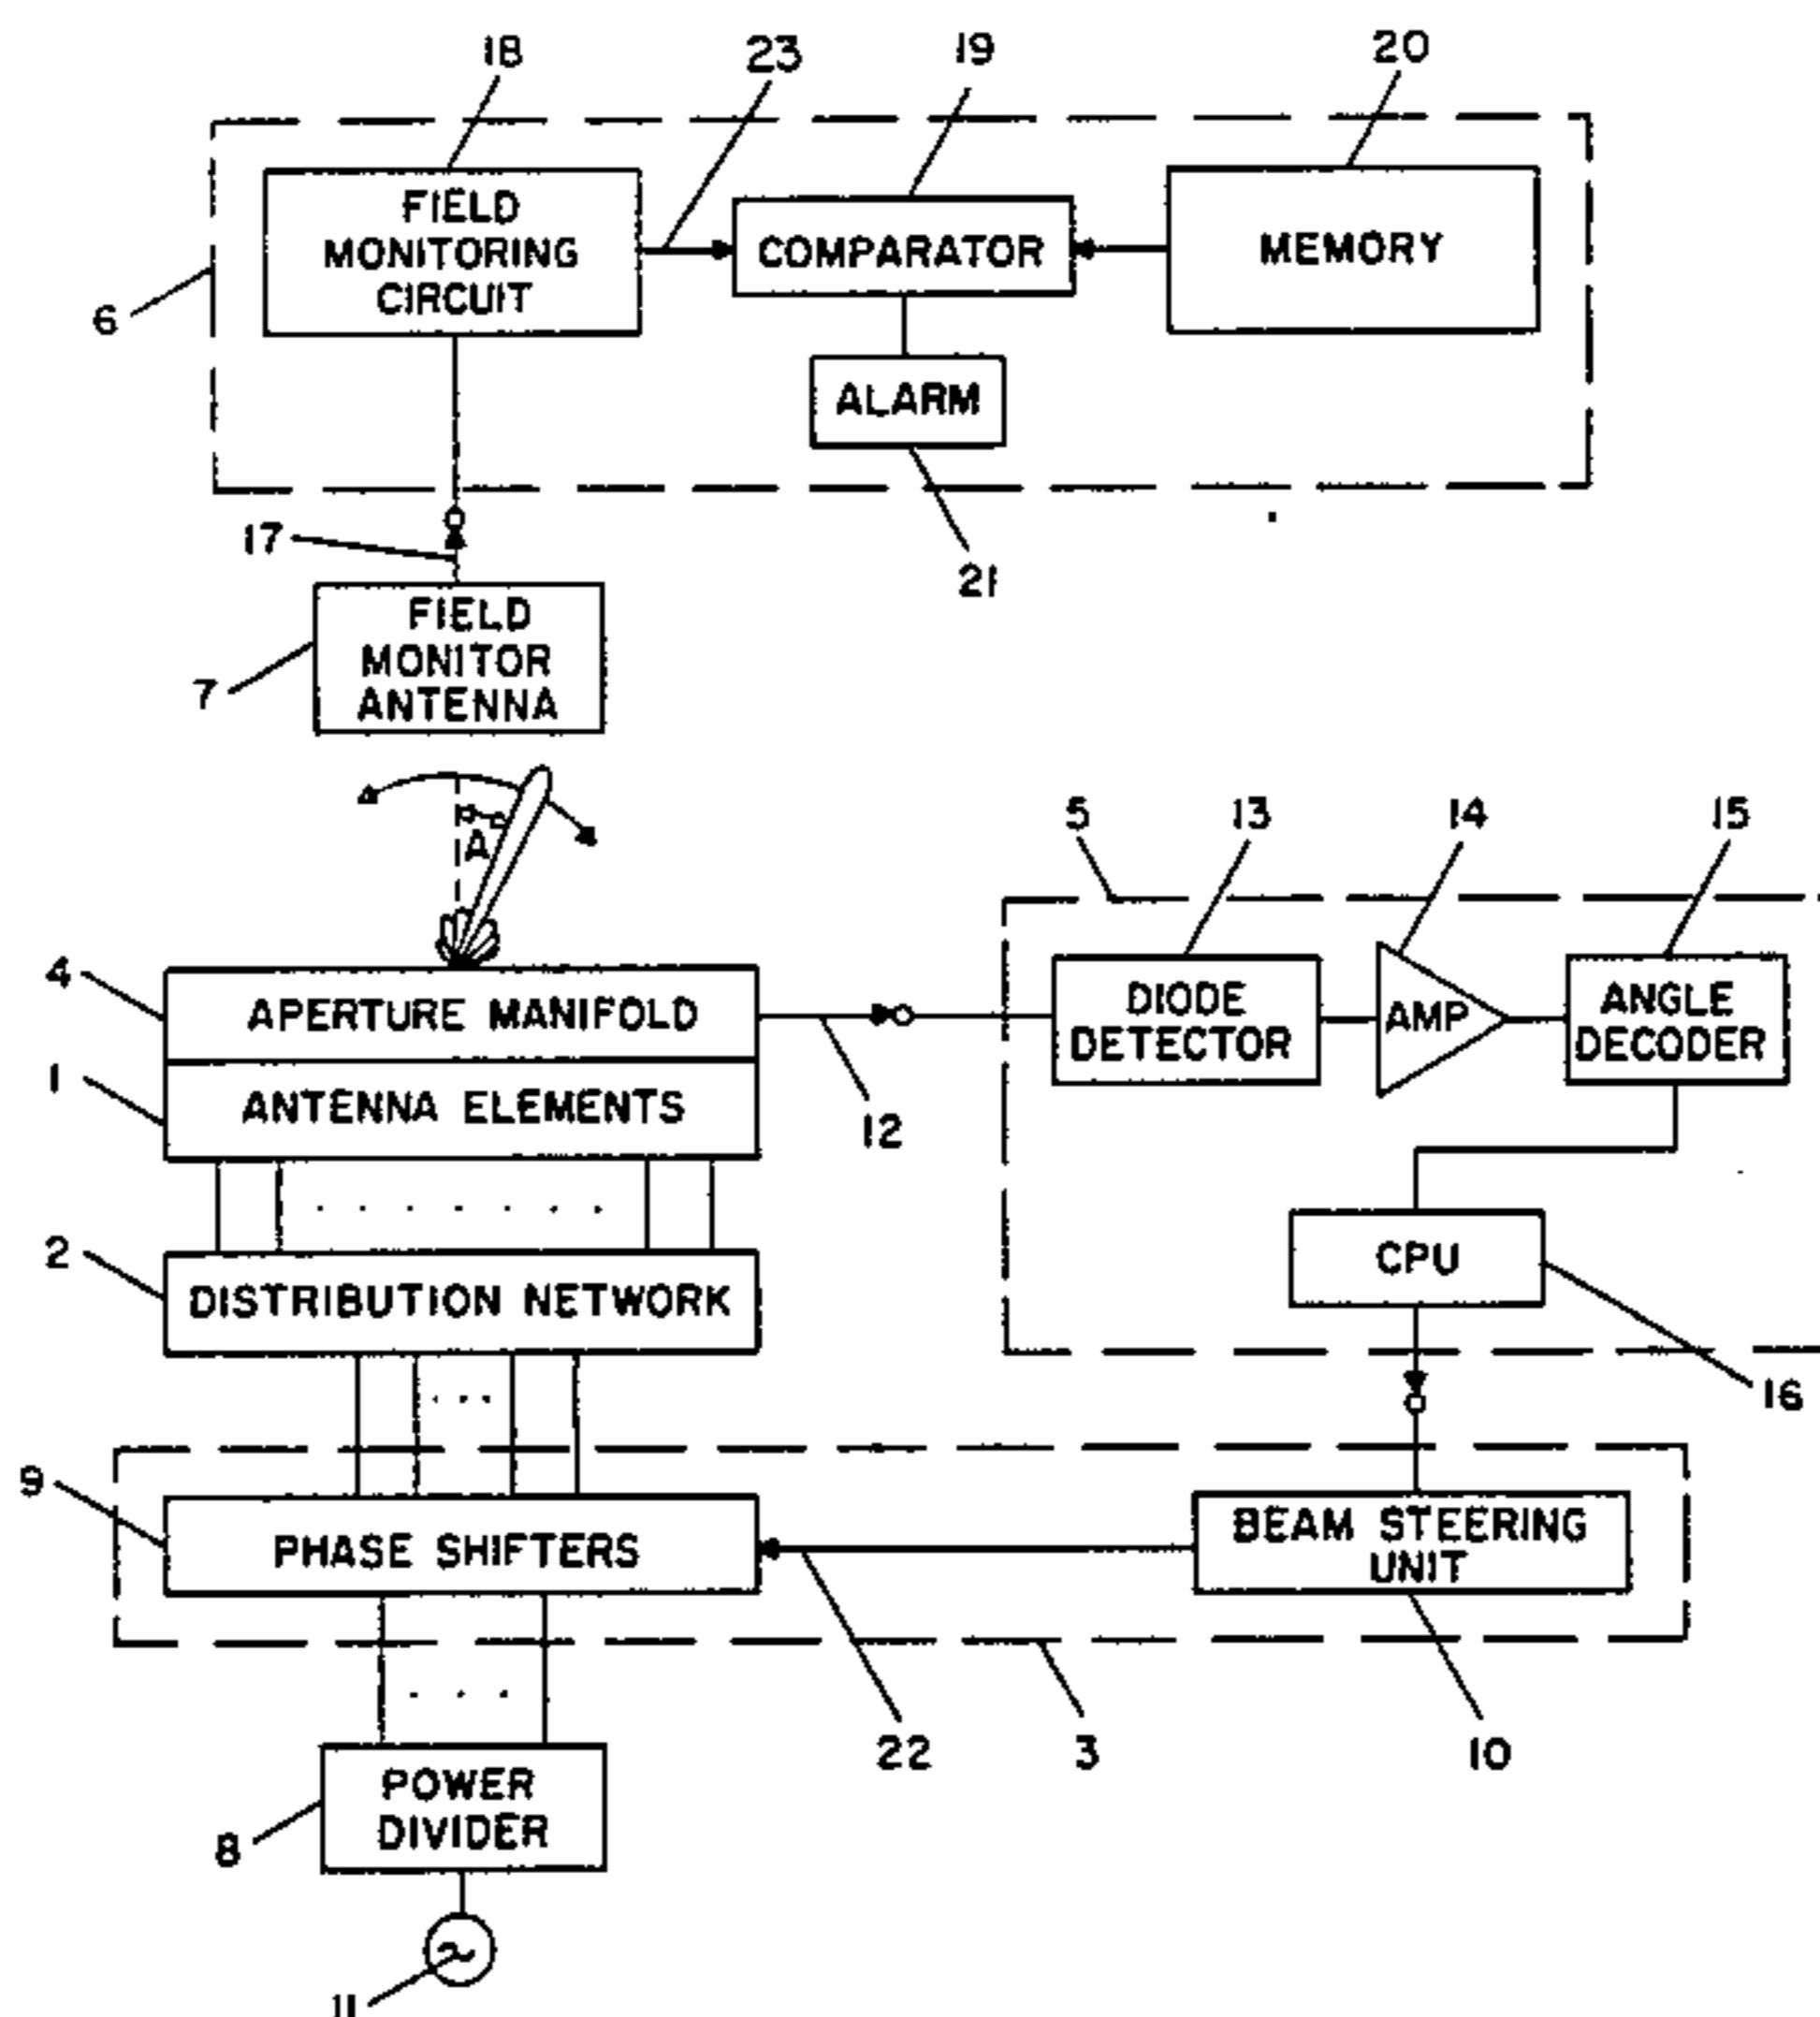 18
23
19
20
FIELD
MONITORING
CIRCUIT
COMPARATOR
MEMORY
6
ALARM
17
21
FIELD
MONITOR
ANTENNA
7
A
5
13
14
15
4
APERTURE MANIFOLD
DIODE
DETECTOR
AMP
ANGLE
DECODER
1
ANTENNA ELEMENTS
12
2
DISTRIBUTION NETWORK
CPU
16
9
PHASE SHIFTERS
BEAM STEERING
UNIT
22
3
10
POWER
DIVIDER
8
11